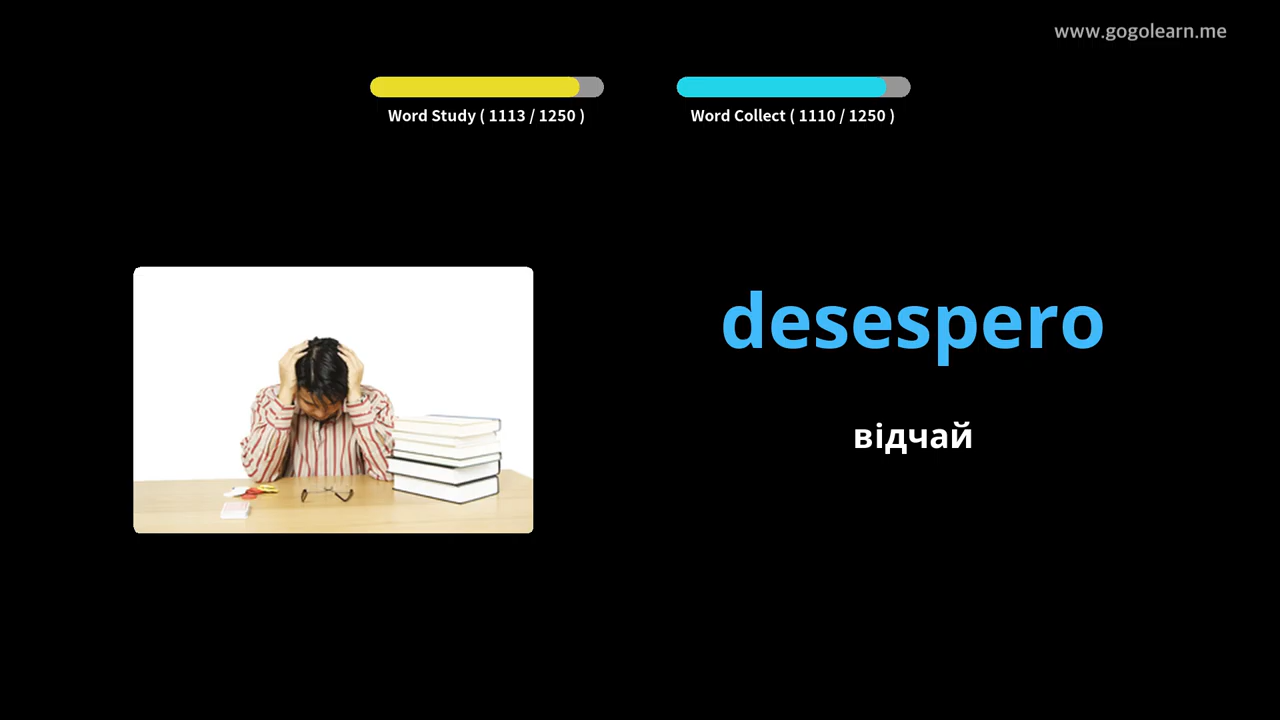 www.gogolearn.me
Word Study ( 1113 / 1250 )
Word Collect ( 1110 / 1250 )
desespero
відчай